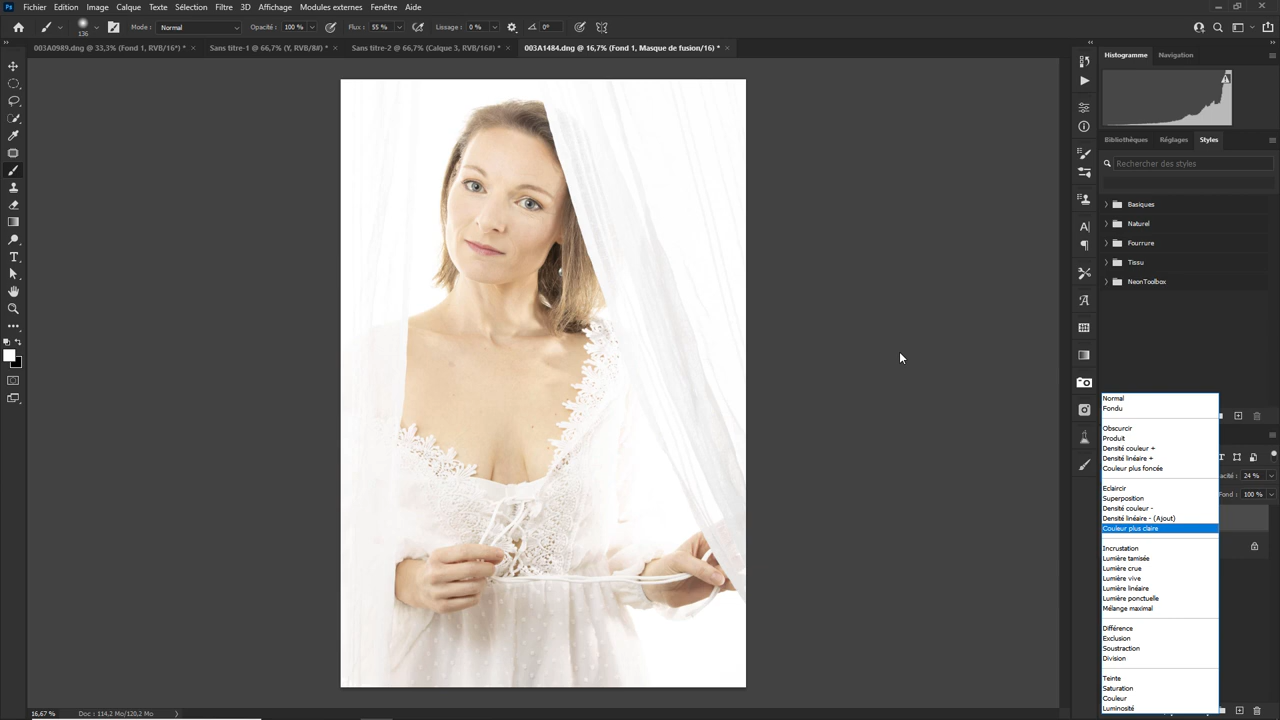 Ps Fichier Edition Image Calque Texte Sélection Filtre 3D Affichage Modules externes Fenêtre Aide
136 Mode : Normal Opacité : 100 % Flux : 55 % Lissage : 0 % 0°
003A0989.dng @ 33,3% (Fond 1, RVB/16*) * × Sans titre-1 @ 66,7% (Y, RVB/8#) * × Sans titre-2 @ 66,7% (Calque 3, RVB/16#) * × 003A1484.dng @ 16,7% (Fond 1, Masque de fusion/16) * ×
Histogramme Navigation
Bibliothèques Réglages Styles
Rechercher des styles
Basiques
Naturel
Fourrure
Tissu
NeonToolbox
Normal
Fondu
Obscurcir
Produit
Densité couleur +
Densité linéaire +
Couleur plus foncée
acité : 24 %
Eclaircir
Fond : 100 %
Superposition
Densité couleur -
Densité linéaire - (Ajout)
Couleur plus claire
Incrustation
Lumière tamisée
Lumière crue
Lumière vive
Lumière linéaire
Lumière ponctuelle
Mélange maximal
Différence
Exclusion
Soustraction
Division
Teinte
Saturation
Couleur
Luminosité
16,67 % Doc : 114,2 Mo/120,2 Mo